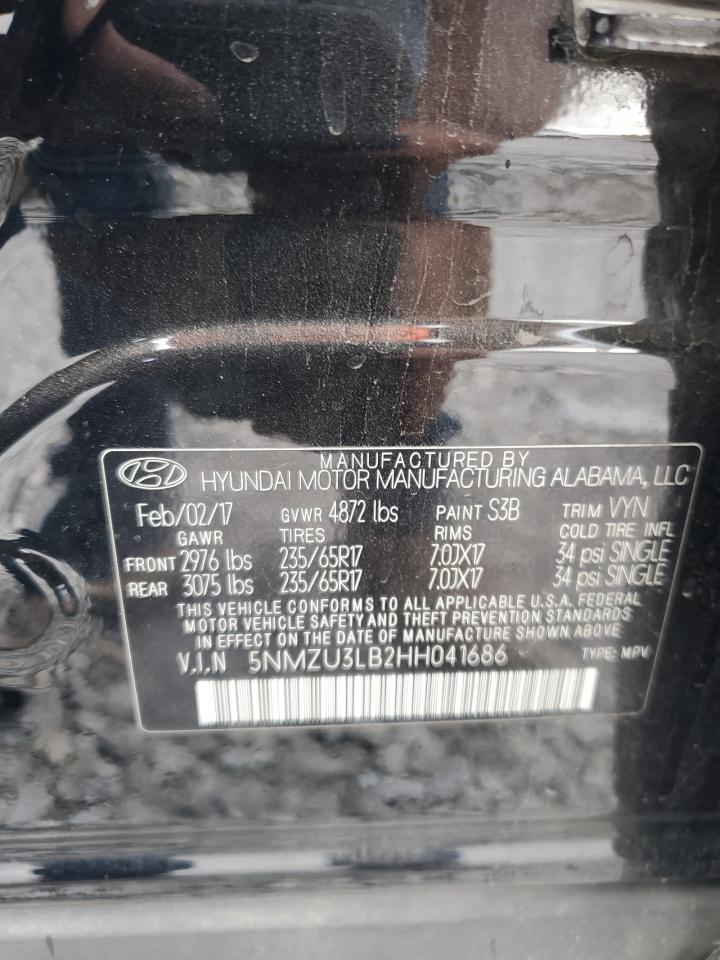 MANUFACTURED BY
HYUNDAI MOTOR MANUFACTURING ALABAMA, LLC
Feb/02/17 GVWR 4872 lbs PAINT S3B TRIM VYN
GAWR TIRES RIMS COLD TIRE INFL
FRONT 2976 lbs 235/65R17 7.0JX17 34 psi SINGLE
REAR 3075 lbs 235/65R17 7.0JX17 34 psi SINGLE
THIS VEHICLE CONFORMS TO ALL APPLICABLE U.S.A. FEDERAL
MOTOR VEHICLE SAFETY AND THEFT PREVENTION STANDARDS
IN EFFECT ON THE DATE OF MANUFACTURE SHOWN ABOVE
V.I.N 5NMZU3LB2HH041686 TYPE: MPV